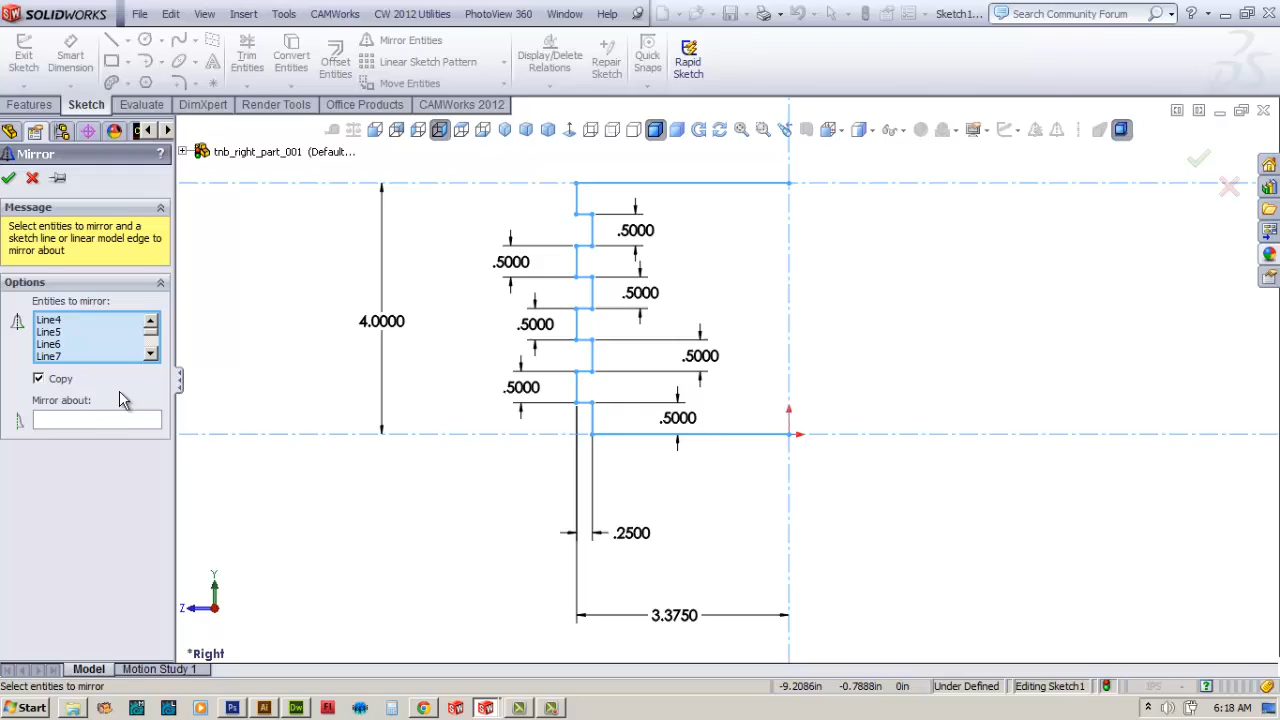 SOLIDWORKS
File Edit View Insert Tools CAMWorks CW 2012 Utilities PhotoView 360 Window Help
Sketch1... Search Community Forum
Exit Sketch
Smart Dimension
Trim Entities
Convert Entities
Offset Entities
Mirror Entities
Linear Sketch Pattern
Move Entities
Display/Delete Relations
Repair Sketch
Quick Snaps
Rapid Sketch
Features Sketch Evaluate DimXpert Render Tools Office Products CAMWorks 2012
tnb_right_part_001 (Default...
Mirror ?
Message
Select entities to mirror and a
sketch line or linear model edge to
mirror about
Options
Entities to mirror:
Line4
Line5
Line6
Line7
Copy
Mirror about:
.5000
.5000
.5000
4.0000
.5000
.5000
.5000
.5000
.2500
3.3750
Y
Z
*Right
Model Motion Study 1
Select entities to mirror -9.2086in -0.7888in 0in Under Defined Editing Sketch1 IPS
Start 6:18 AM